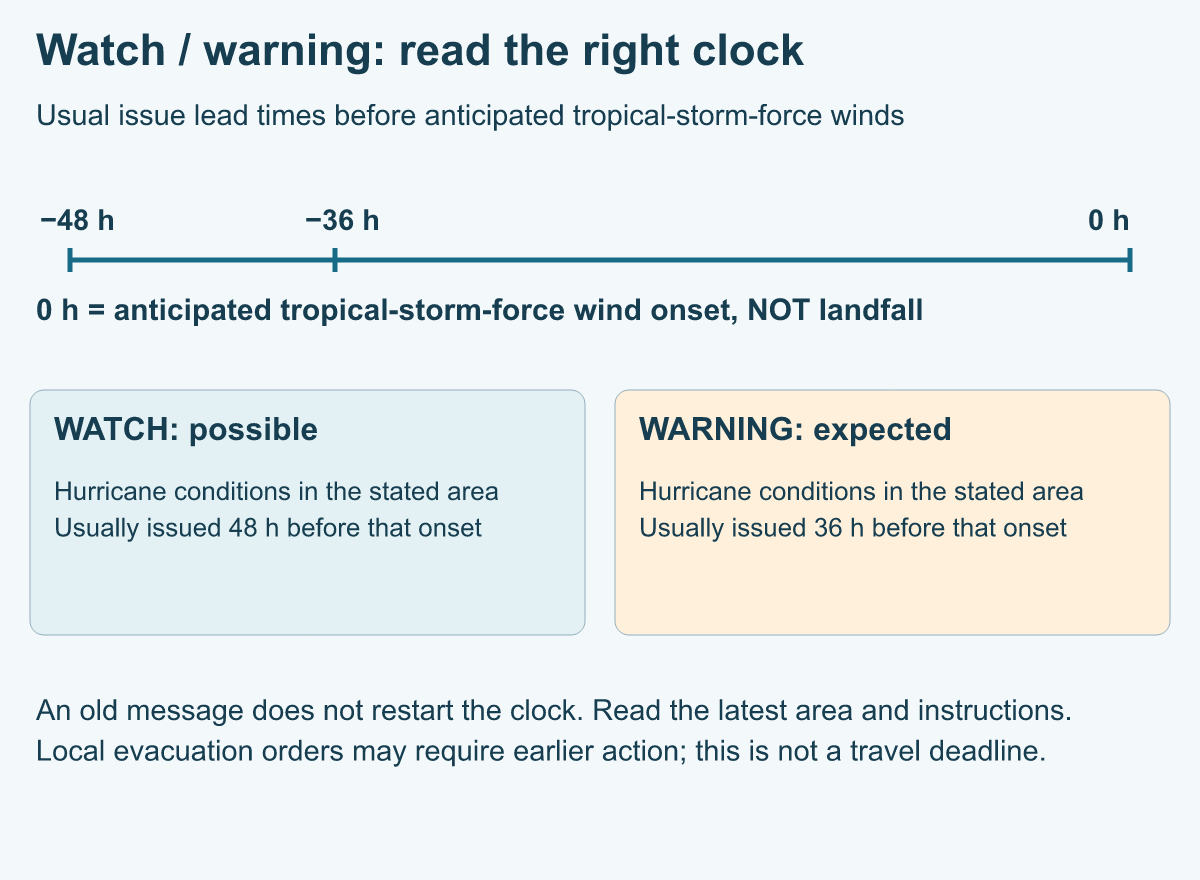 Watch / warning: read the right clock
Usual issue lead times before anticipated tropical-storm-force winds
−48 h
−36 h
0 h
0 h = anticipated tropical-storm-force wind onset, NOT landfall
WATCH: possible
Hurricane conditions in the stated area
Usually issued 48 h before that onset
WARNING: expected
Hurricane conditions in the stated area
Usually issued 36 h before that onset
An old message does not restart the clock. Read the latest area and instructions.
Local evacuation orders may require earlier action; this is not a travel deadline.